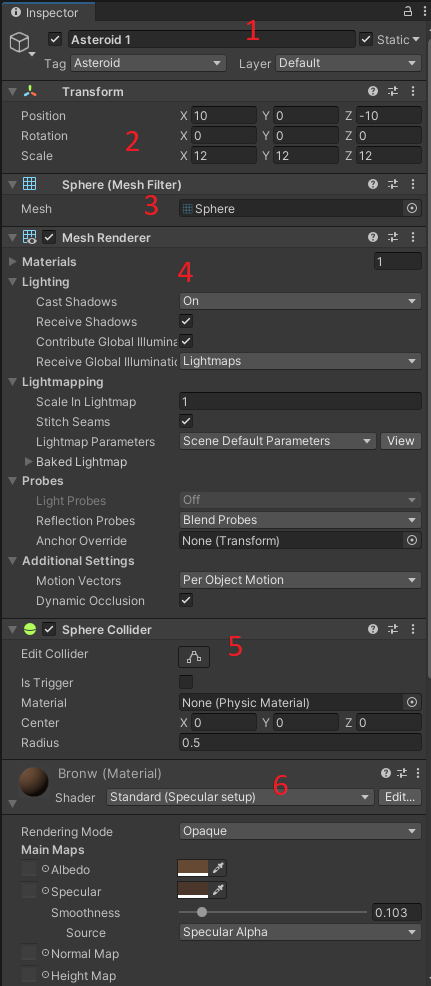 Inspector
Asteroid 1 1 Static
Tag Asteroid Layer Default
Transform
Position X 10 Y 0 Z -10
Rotation X 0 Y 0 Z 0
2
Scale X 12 Y 12 Z 12
Sphere (Mesh Filter)
Mesh 3 Sphere
Mesh Renderer
Materials 1
4
Lighting
Cast Shadows On
Receive Shadows
Contribute Global Illumina
Receive Global Illuminatic Lightmaps
Lightmapping
Scale In Lightmap 1
Stitch Seams
Lightmap Parameters Scene Default Parameters View
Baked Lightmap
Probes
Light Probes Off
Reflection Probes Blend Probes
Anchor Override None (Transform)
Additional Settings
Motion Vectors Per Object Motion
Dynamic Occlusion
Sphere Collider
5
Edit Collider
Is Trigger
Material None (Physic Material)
Center X 0 Y 0 Z 0
Radius 0.5
Bronw (Material)
6
Shader Standard (Specular setup) Edit...
Rendering Mode Opaque
Main Maps
Albedo
Specular
Smoothness 0.103
Source Specular Alpha
Normal Map
Height Map